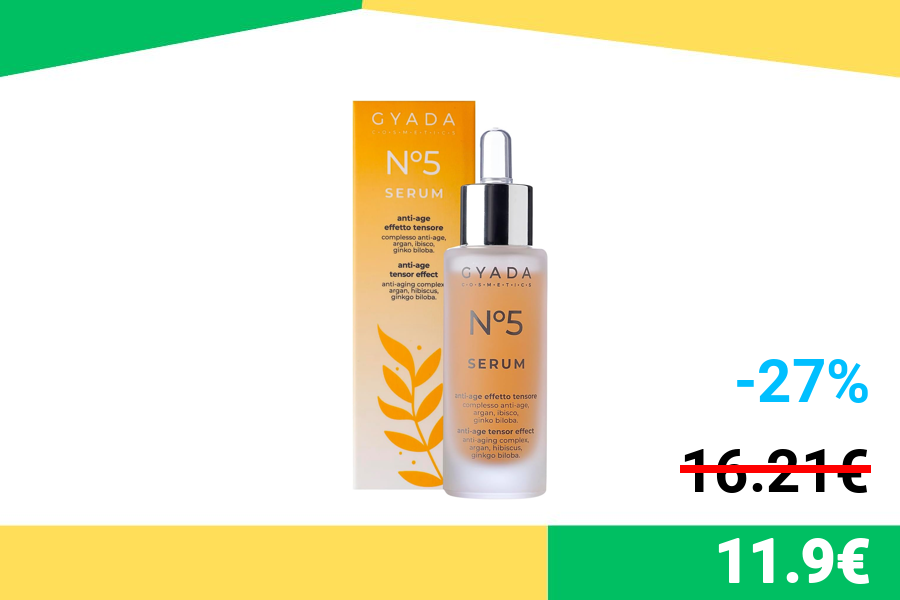 GYADA
COSMETICS
Nº5
SERUM
anti-age
effetto tensore
complesso anti-age,
argan, ibisco,
ginko biloba.
anti-age
tensor effect
anti-aging complex
argan, hibiscus,
ginkgo biloba.
GYADA
COSMETICS
Nº5
SERUM
anti-age effetto tensore
complesso anti-age,
argan, ibisco,
ginko biloba.
anti-age tensor effect
anti-aging complex,
argan, hibiscus,
ginkgo biloba.
-27%
16.21€
11.9€